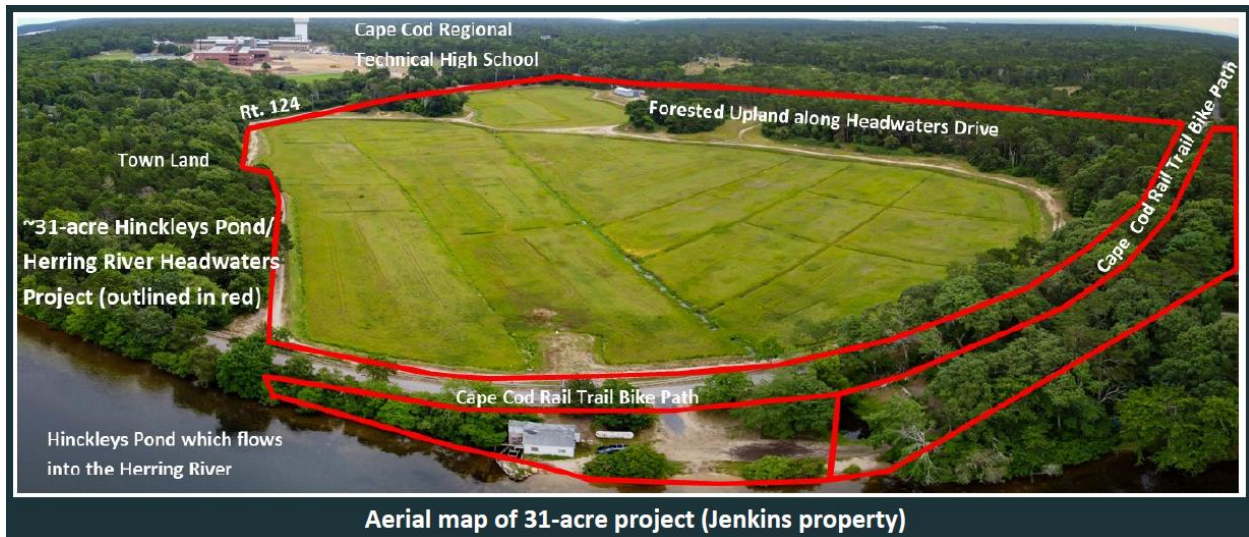 Cape Cod Regional
Technical High School
Rt. 124
Forested Upland along Headwaters Drive
Cape Cod Rail Trail Bike Path
Town Land
~31-acre Hinckleys Pond/
Herring River Headwaters
Project (outlined in red)
Cape Cod Rail Trail Bike Path
Hinckleys Pond which flows
into the Herring River
Aerial map of 31-acre project (Jenkins property)